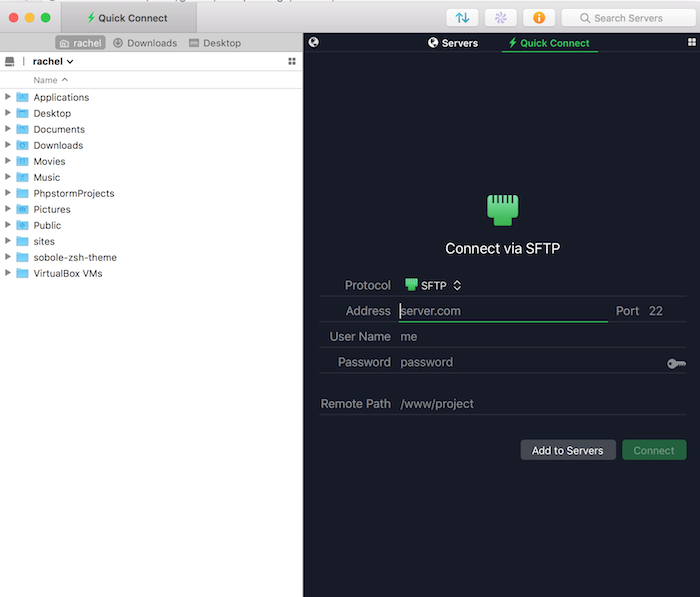 Quick Connect
Search Servers
rachel Downloads Desktop
Servers Quick Connect
rachel
Name
Applications
Desktop
Documents
Downloads
Movies
Music
PhpstormProjects
Pictures
Public
sites
sobole-zsh-theme
VirtualBox VMs
Connect via SFTP
Protocol SFTP
Address server.com Port 22
User Name me
Password password
Remote Path /www/project
Add to Servers Connect